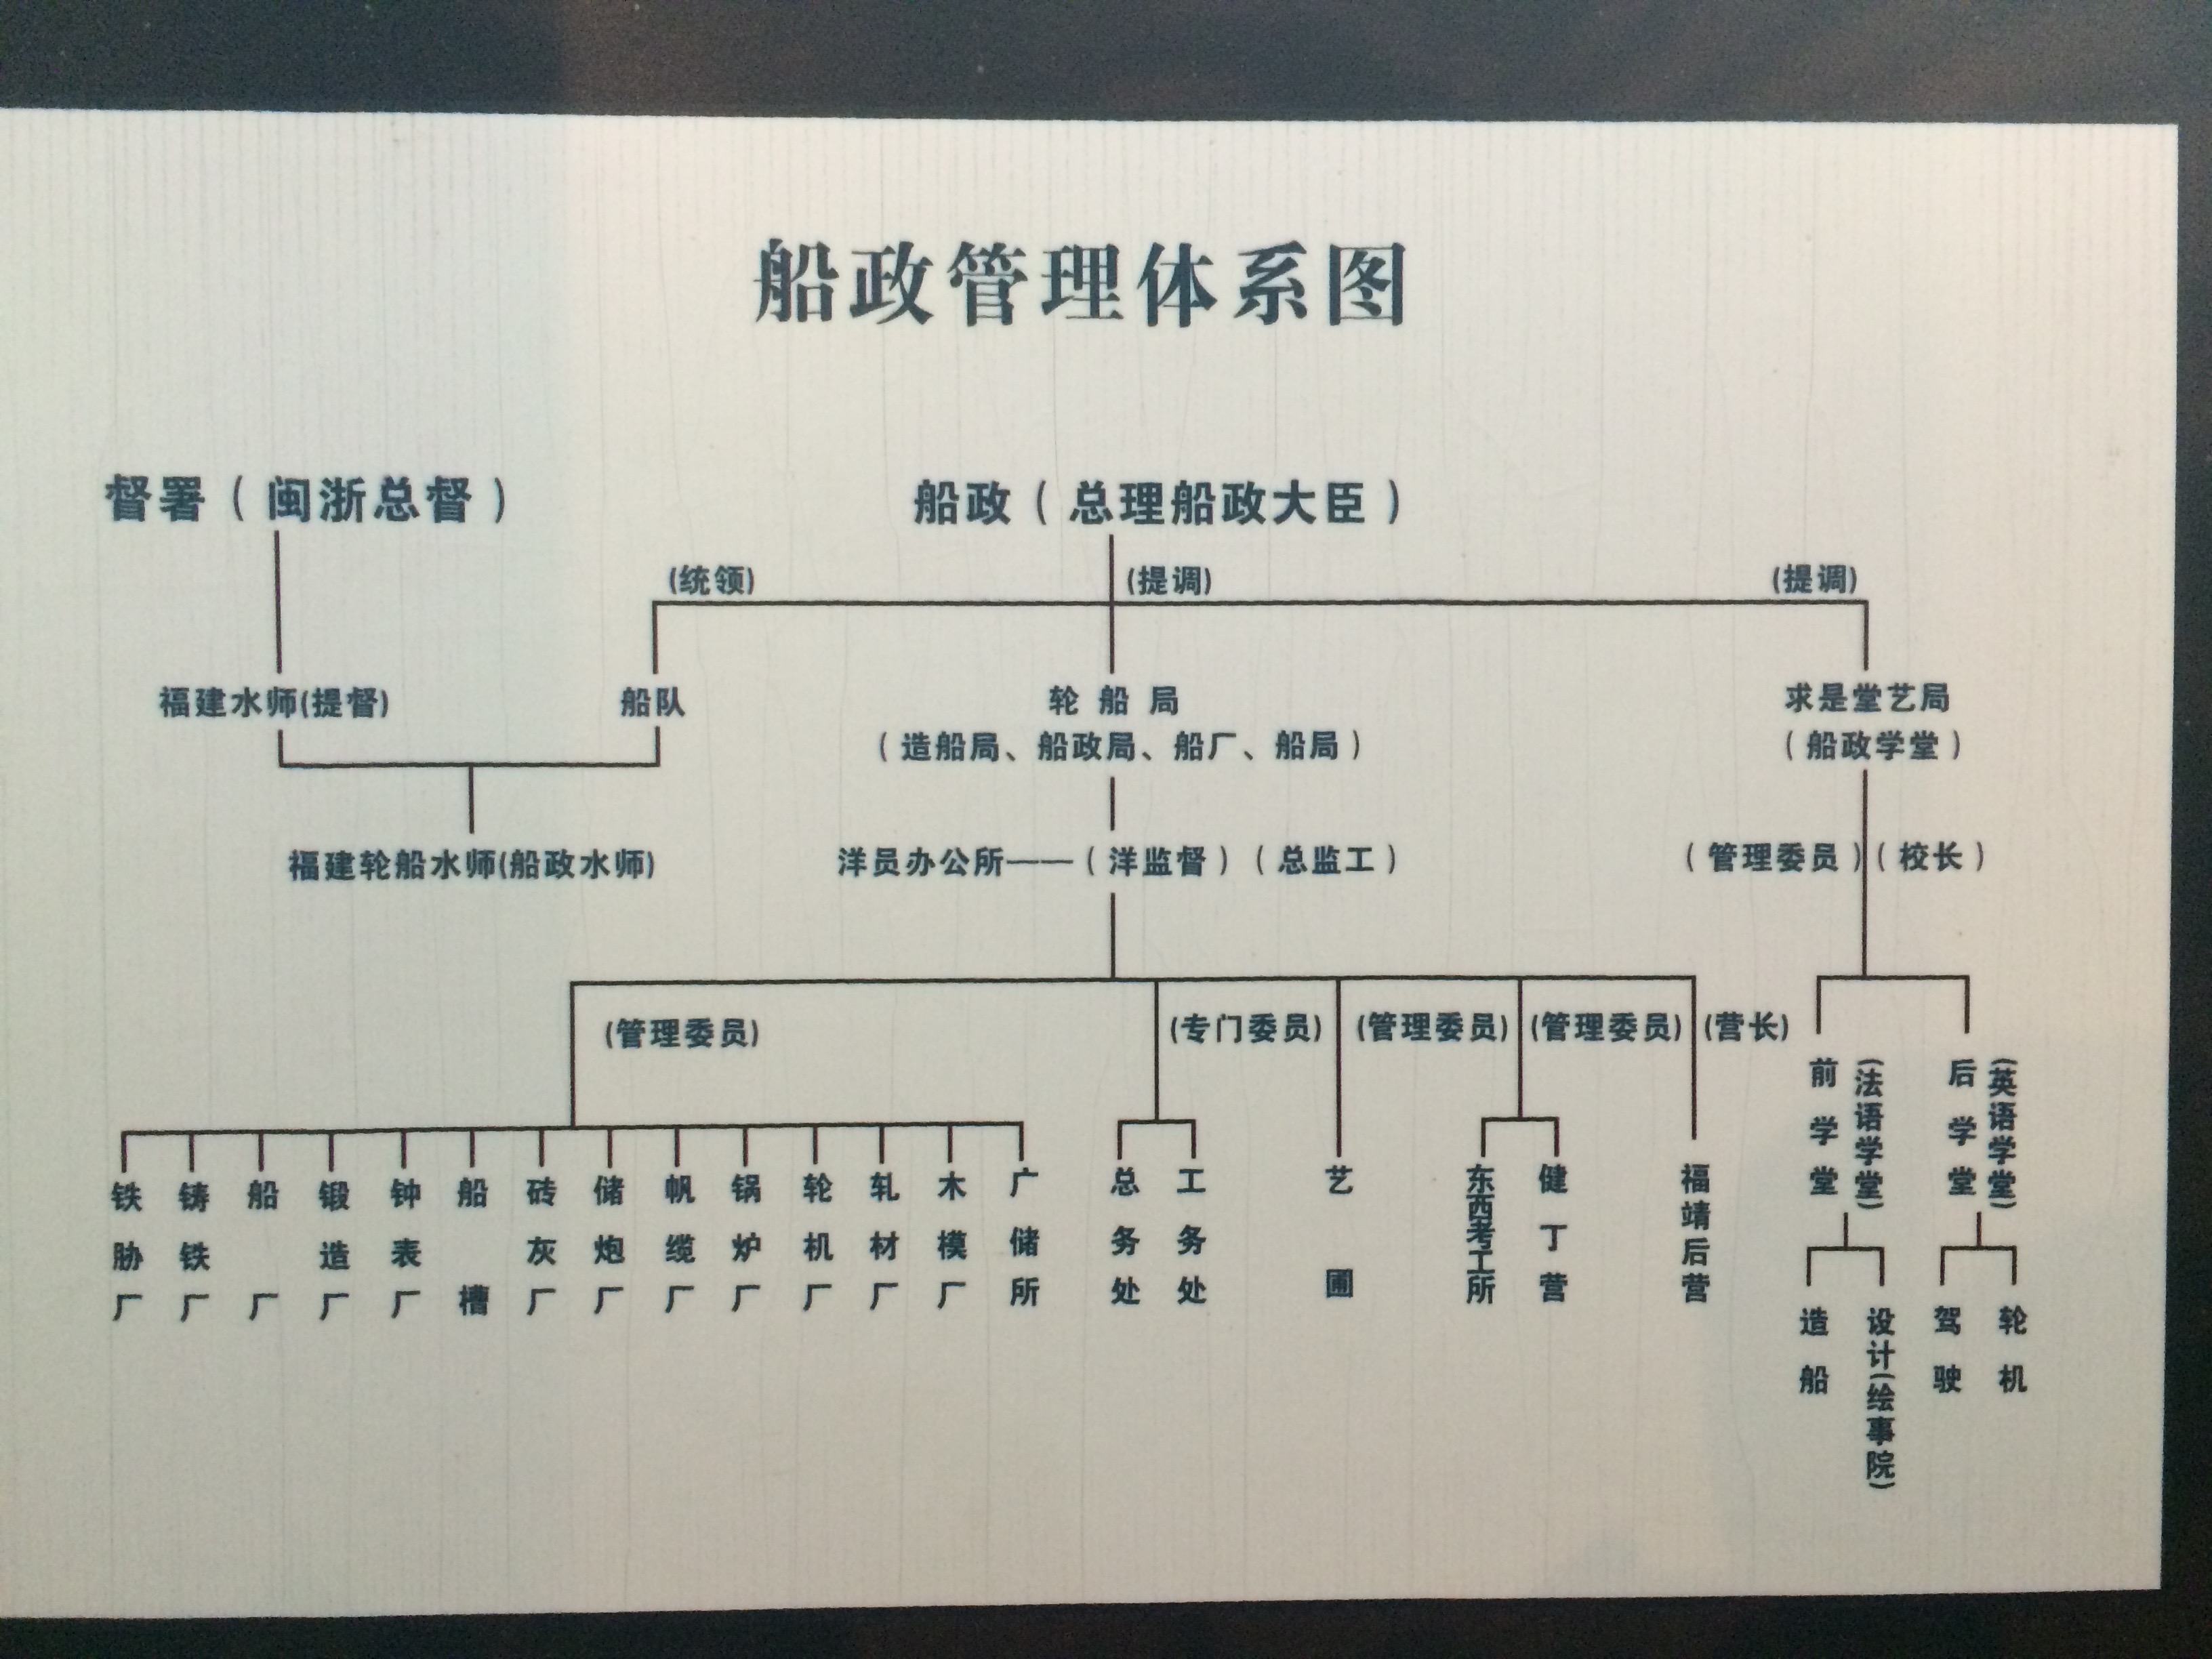 船政管理体系图
督署（闽浙总督）
船政（总理船政大臣）
(统领)
(提调)
(提调)
福建水师(提督)
船队
轮船局
（造船局、船政局、船厂、船局）
求是堂艺局
（船政学堂）
福建轮船水师(船政水师)
洋员办公所——（洋监督）（总监工）
（管理委员）（校长）
(管理委员)
(专门委员)
(管理委员)
(管理委员)
(营长)
铁胁厂
铸铁厂
船厂
锻造厂
钟表厂
船槽
砖灰厂
储炮厂
帆缆厂
锅炉厂
轮机厂
轧材厂
木模厂
广储所
总务处
工务处
艺圃
东西考工所
健丁营
福靖后营
前学堂
(法语学堂)
后学堂
(英语学堂)
造船
设计(绘事院)
驾驶
轮机